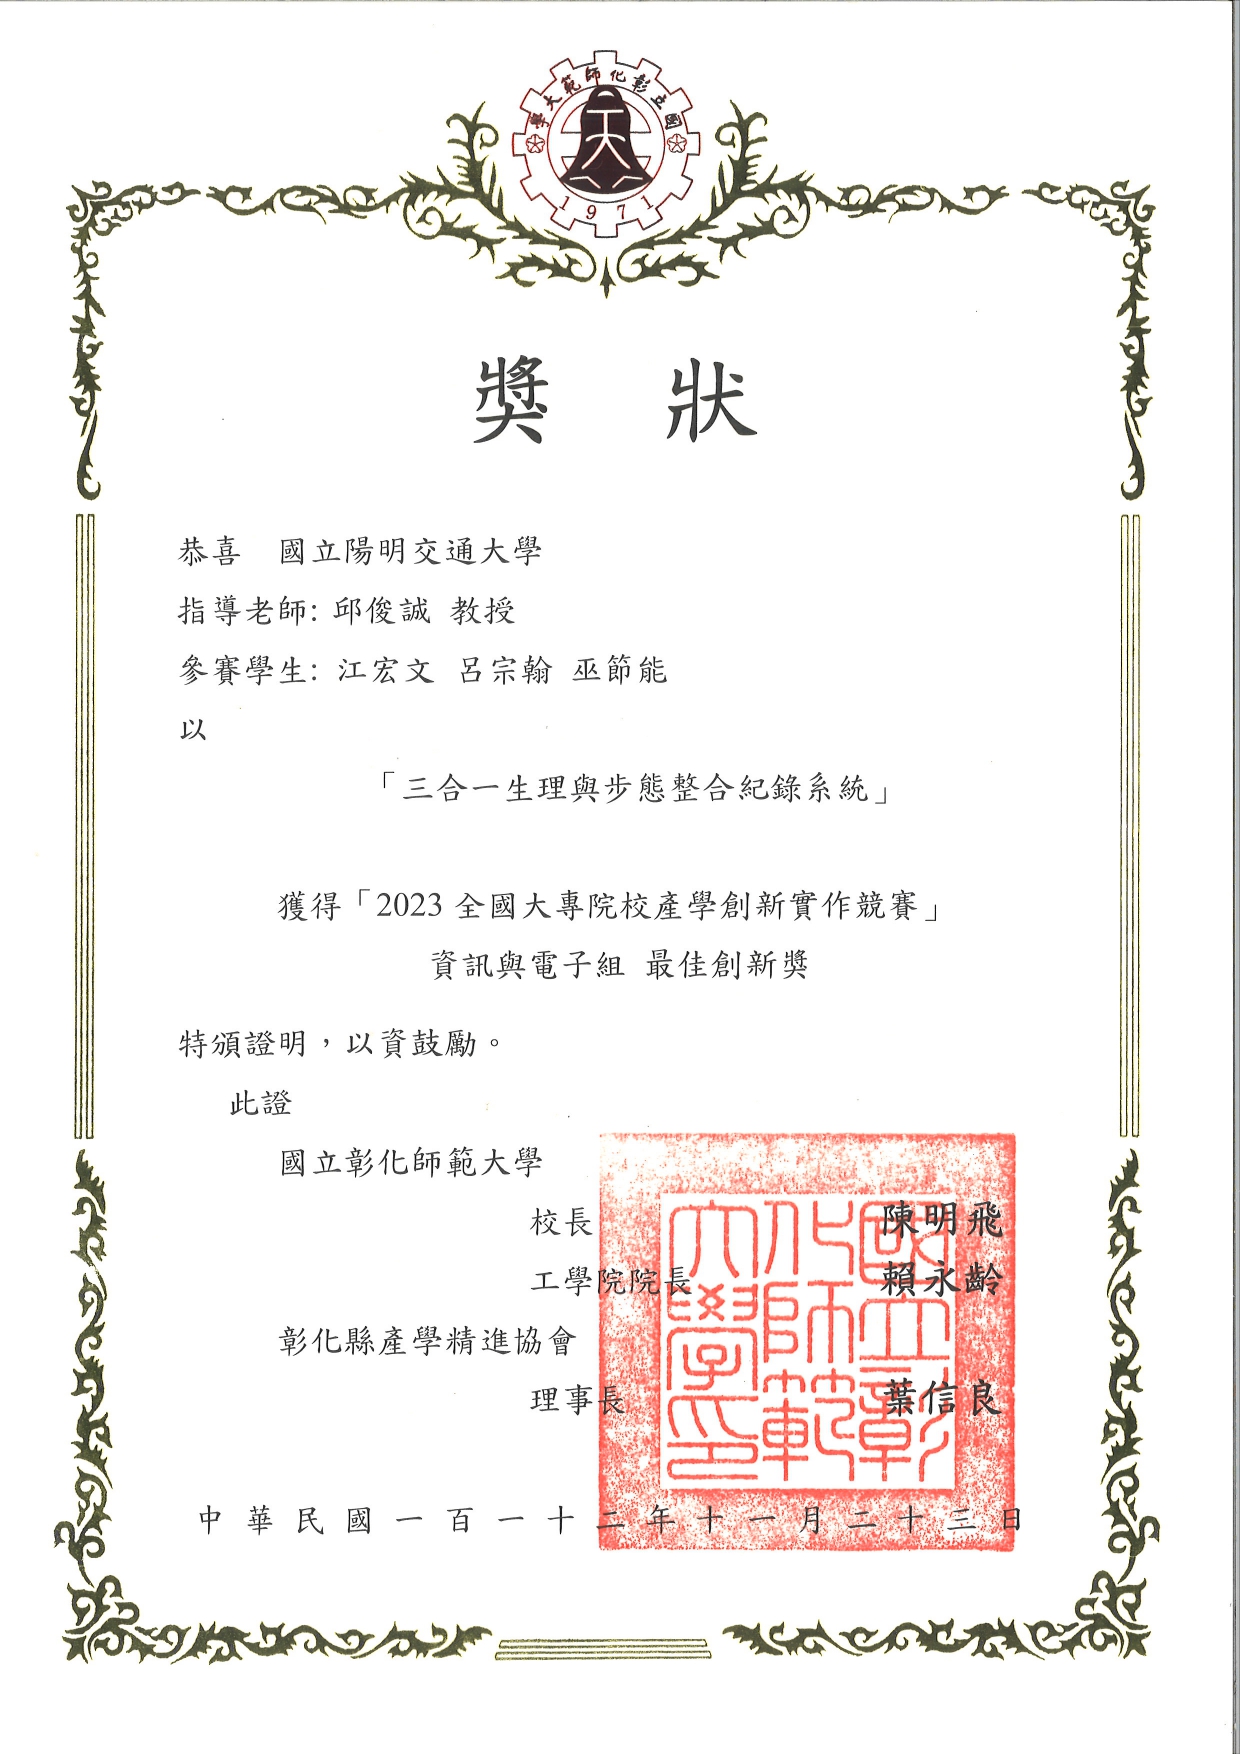 國立彰化師範大學
天
1971
獎 狀
恭喜 國立陽明交通大學
指導老師: 邱俊誠 教授
參賽學生: 江宏文 呂宗翰 巫節能
以
「三合一生理與步態整合紀錄系統」
獲得「2023 全國大專院校產學創新實作競賽」
資訊與電子組 最佳創新獎
特頒證明,以資鼓勵。
此證
國立彰化師範大學
校長 陳明飛
工學院院長 賴永齡
彰化縣產學精進協會
理事長 葉信良
國立彰化師範大學印
中華民國一百一十二年十一月二十三日